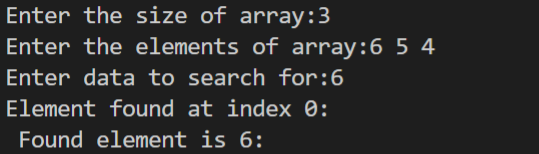 Enter the size of array:3
Enter the elements of array:6 5 4
Enter data to search for:6
Element found at index 0:
 Found element is 6: